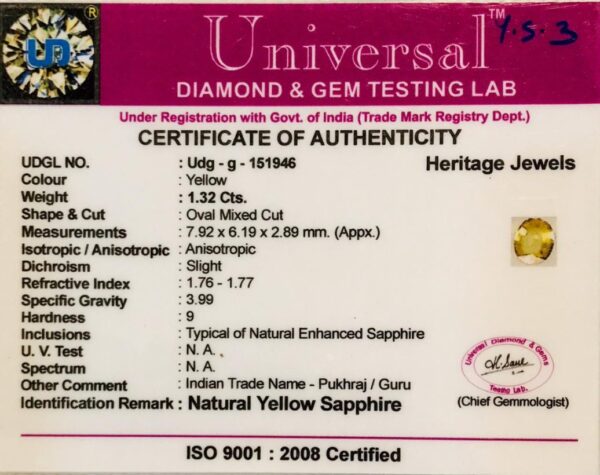 UD ®
Universal™ Y.S.3
DIAMOND & GEM TESTING LAB
Under Registration with Govt. of India (Trade Mark Registry Dept.)
CERTIFICATE OF AUTHENTICITY
UDGL NO. : Udg - g - 151946 Heritage Jewels
Colour : Yellow
Weight : 1.32 Cts.
Shape & Cut : Oval Mixed Cut
Measurements : 7.92 x 6.19 x 2.89 mm. (Appx.)
Isotropic / Anisotropic : Anisotropic
Dichroism : Slight
Refractive Index : 1.76 - 1.77
Specific Gravity : 3.99
Hardness : 9
Inclusions : Typical of Natural Enhanced Sapphire
U. V. Test : N. A.
Spectrum : N. A.
Other Comment : Indian Trade Name - Pukhraj / Guru
Identification Remark : Natural Yellow Sapphire
Universal Diamond & Gems
Testing Lab.
(Chief Gemmologist)
ISO 9001 : 2008 Certified